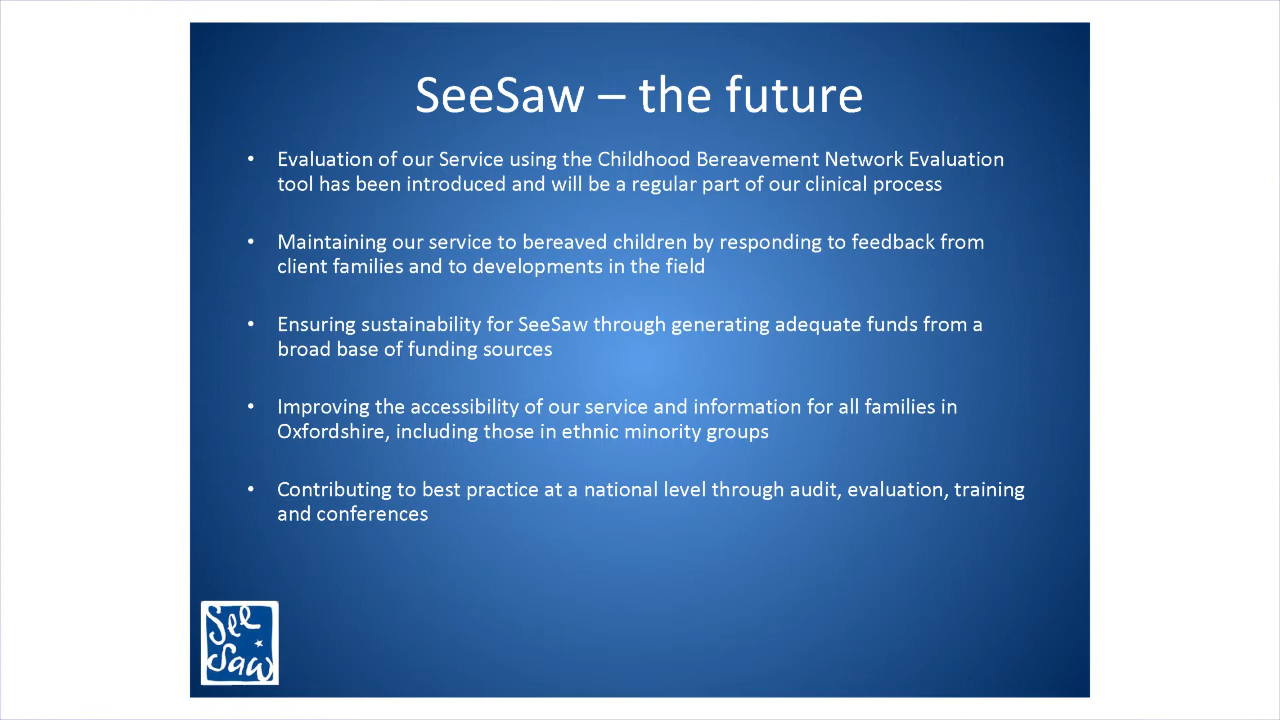 SeeSaw – the future
• Evaluation of our Service using the Childhood Bereavement Network Evaluation
tool has been introduced and will be a regular part of our clinical process
• Maintaining our service to bereaved children by responding to feedback from
client families and to developments in the field
• Ensuring sustainability for SeeSaw through generating adequate funds from a
broad base of funding sources
• Improving the accessibility of our service and information for all families in
Oxfordshire, including those in ethnic minority groups
• Contributing to best practice at a national level through audit, evaluation, training
and conferences
See
Saw